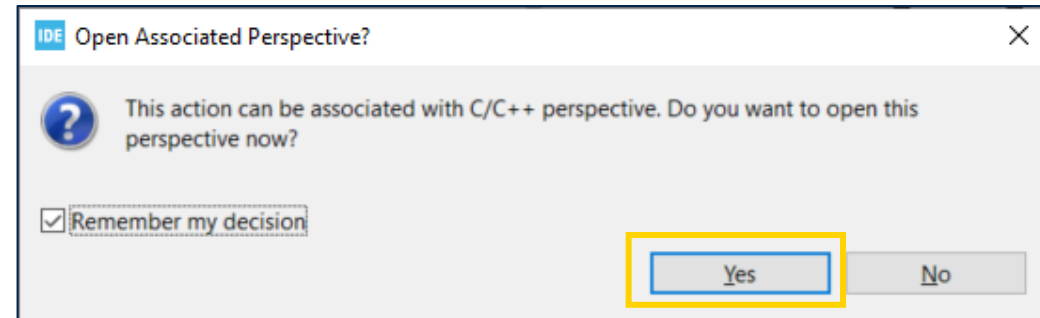 IDE Open Associated Perspective?
This action can be associated with C/C++ perspective. Do you want to open this
perspective now?
Remember my decision
Yes No